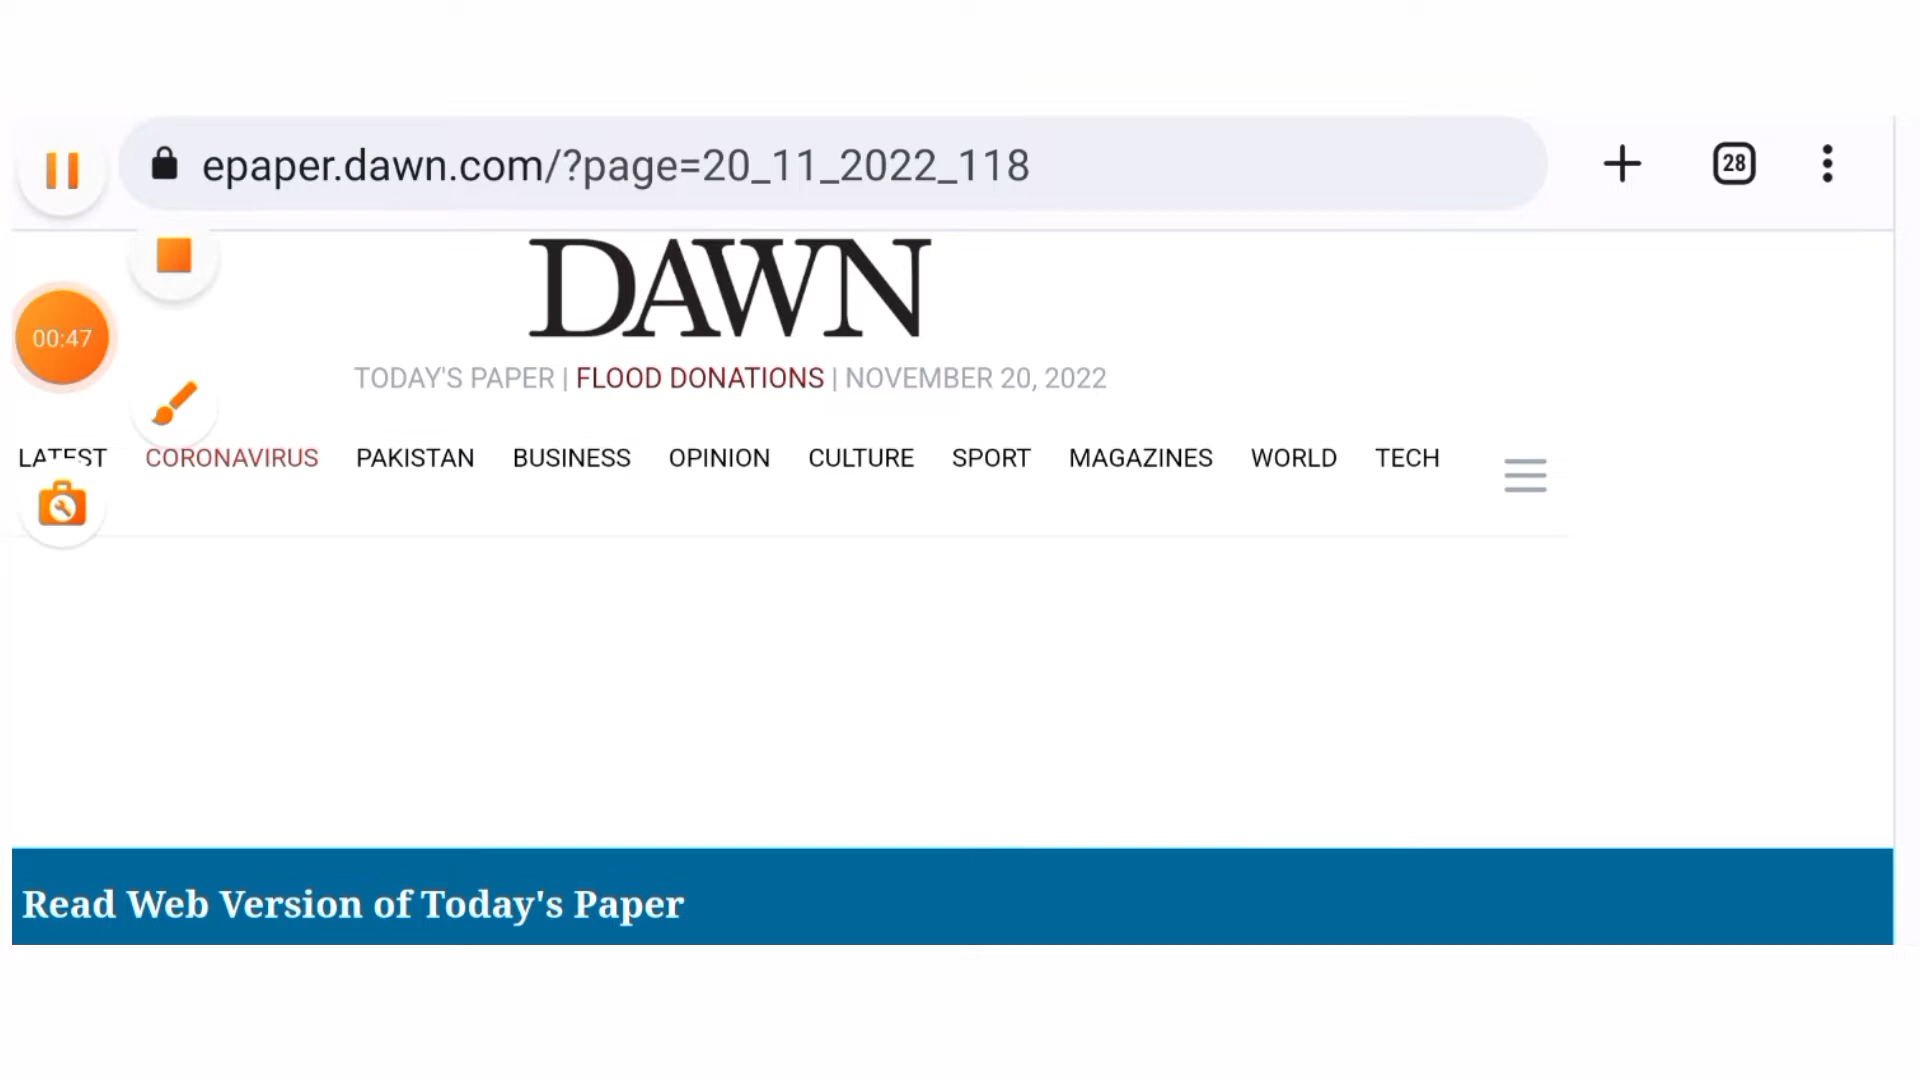 epaper.dawn.com/?page=20_11_2022_118
28
DAWN
00:47
TODAY'S PAPER | FLOOD DONATIONS | NOVEMBER 20, 2022
LATEST CORONAVIRUS PAKISTAN BUSINESS OPINION CULTURE SPORT MAGAZINES WORLD TECH
Read Web Version of Today's Paper